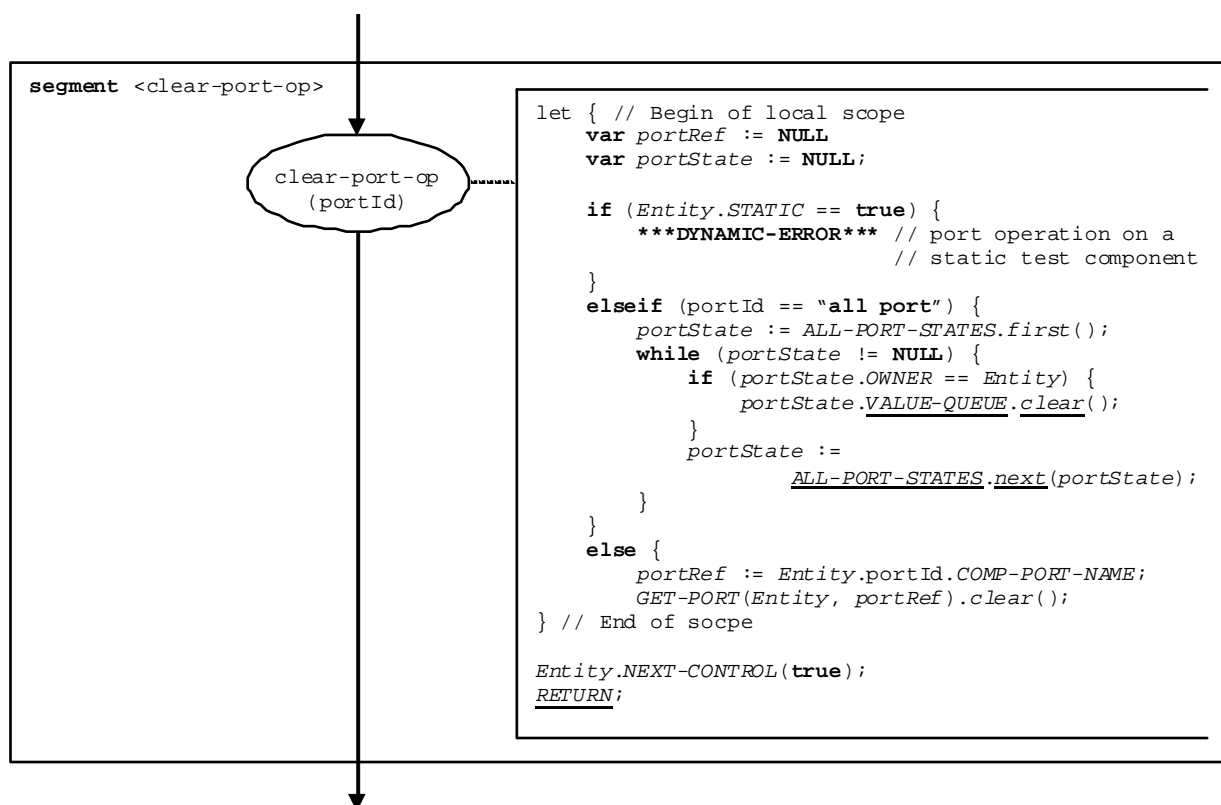 segment <clear-port-op>
clear-port-op
(portId)
let { // Begin of local scope
var portRef := NULL
var portState := NULL;
if (Entity.STATIC == true) {
***DYNAMIC-ERROR*** // port operation on a
// static test component
}
elseif (portId == “all port”) {
portState := ALL-PORT-STATES.first();
while (portState != NULL) {
if (portState.OWNER == Entity) {
portState.VALUE-QUEUE.clear();
}
portState :=
ALL-PORT-STATES.next(portState);
}
}
else {
portRef := Entity.portId.COMP-PORT-NAME;
GET-PORT(Entity, portRef).clear();
} // End of socpe
Entity.NEXT-CONTROL(true);
RETURN;